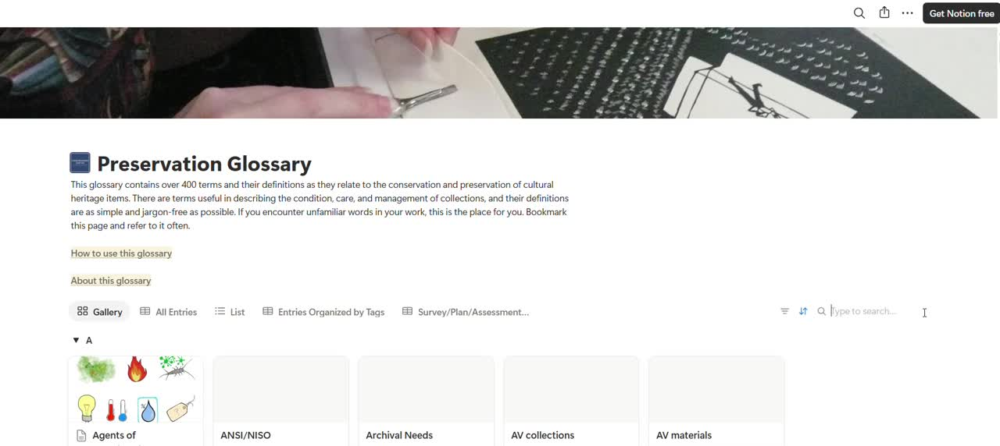 Get Notion free
Preservation Glossary
This glossary contains over 400 terms and their definitions as they relate to the conservation and preservation of cultural
heritage items. There are terms useful in describing the condition, care, and management of collections, and their definitions
are as simple and jargon-free as possible. If you encounter unfamiliar words in your work, this is the place for you. Bookmark
this page and refer to it often.
How to use this glossary
About this glossary
Gallery All Entries List Entries Organized by Tags Survey/Plan/Assessment... Type to search...
A
Agents of ANSI/NISO Archival Needs AV collections AV materials